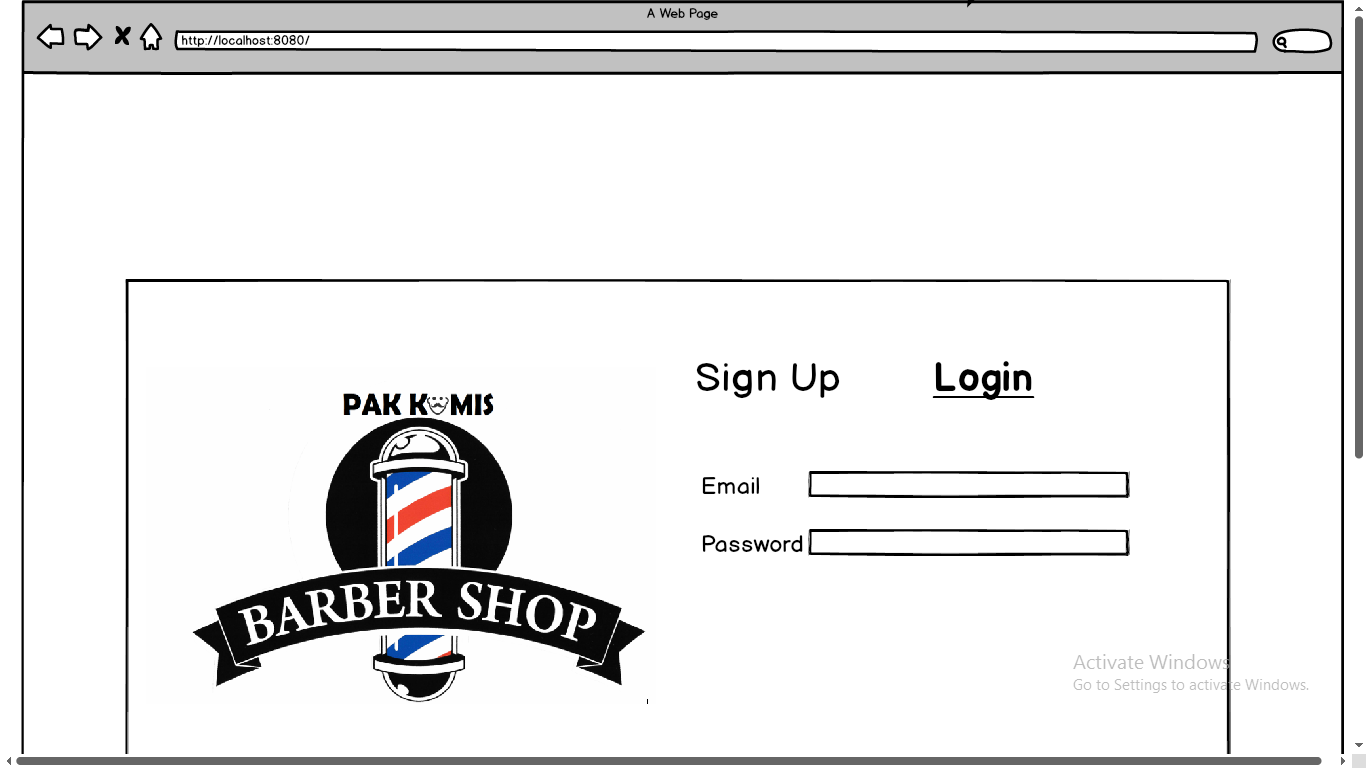 A Web Page
http://localhost:8080/
Sign Up
Login
PAK KOMIS
BARBER SHOP
Email
Password
Activate Windows
Go to Settings to activate Windows.